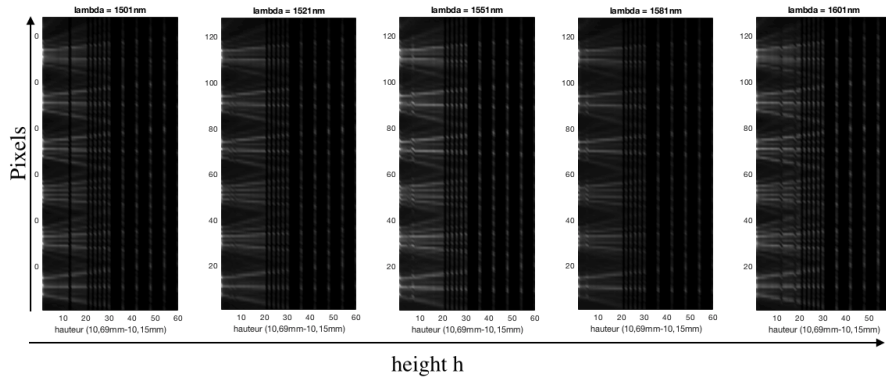 lambda = 1501nm lambda = 1521nm lambda = 1551nm lambda = 1581nm lambda = 1601nm
Pixels
0 120 120 120 120
0 100 100 100 100
0 80 80 80 80
60 60 60 60
0 40 40 40 40
0 20 20 20 20
10 20 30 40 50 60 10 20 30 40 50 60 10 20 30 40 50 60 10 20 30 40 50 60 10 20 30 40 50
hauteur (10,69mm-10,15mm) hauteur (10,69mm-10,15mm) hauteur (10,69mm-10,15mm) hauteur (10,69mm-10,15mm) hauteur (10,69mm-10,15mm)
height h